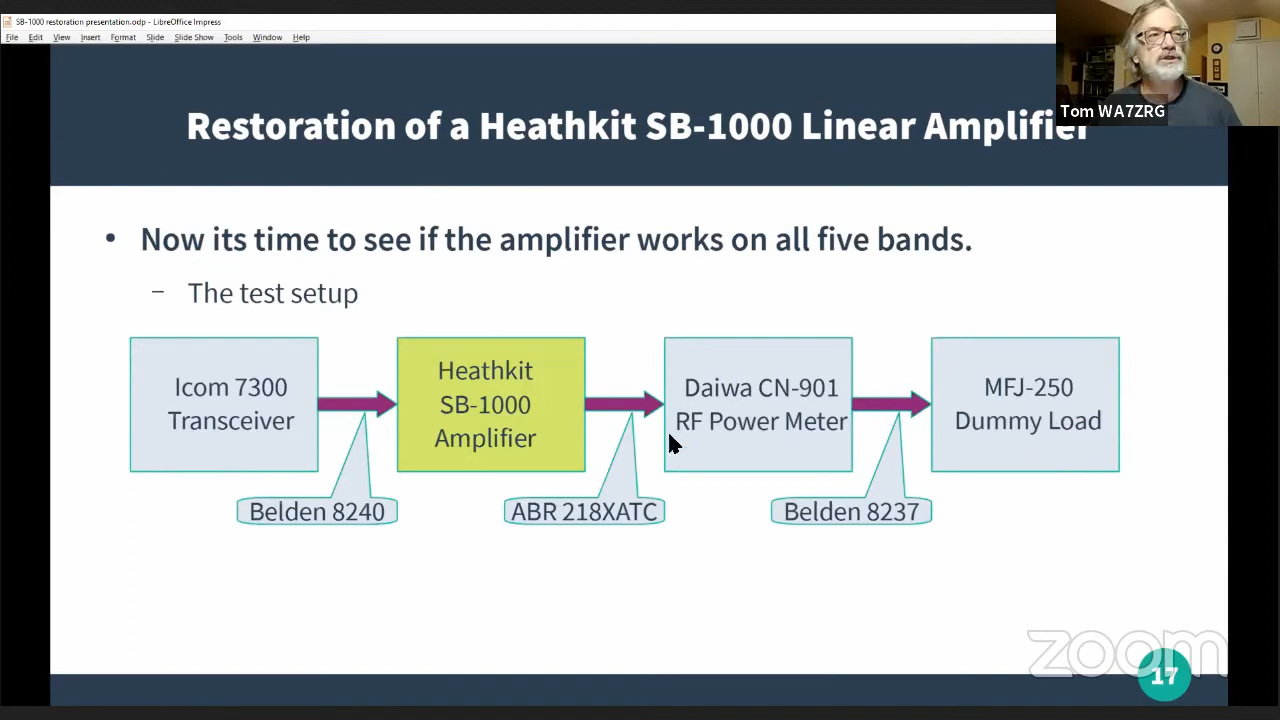 SB-1000 restoration presentation.odp - LibreOffice Impress
File Edit View Insert Format Slide Slide Show Tools Window Help
Tom WA7ZRG
Restoration of a Heathkit SB-1000 Linear Amplifier
• Now its time to see if the amplifier works on all five bands.
– The test setup
Icom 7300
Transceiver
Heathkit
SB-1000
Amplifier
Daiwa CN-901
RF Power Meter
MFJ-250
Dummy Load
Belden 8240
ABR 218XATC
Belden 8237
zoom
17